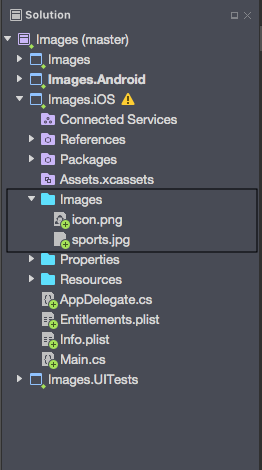 Solution
Images (master)
Images
Images.Android
Images.iOS
Connected Services
References
Packages
Assets.xcassets
Images
icon.png
sports.jpg
Properties
Resources
AppDelegate.cs
Entitlements.plist
Info.plist
Main.cs
Images.UITests